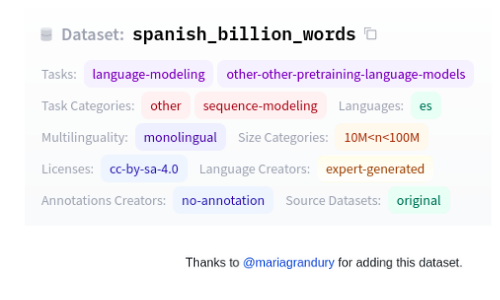 Dataset: spanish_billion_words
Tasks: language-modeling other-other-pretraining-language-models
Task Categories: other sequence-modeling Languages: es
Multilinguality: monolingual Size Categories: 10M<n<100M
Licenses: cc-by-sa-4.0 Language Creators: expert-generated
Annotations Creators: no-annotation Source Datasets: original
Thanks to @mariagrandury for adding this dataset.